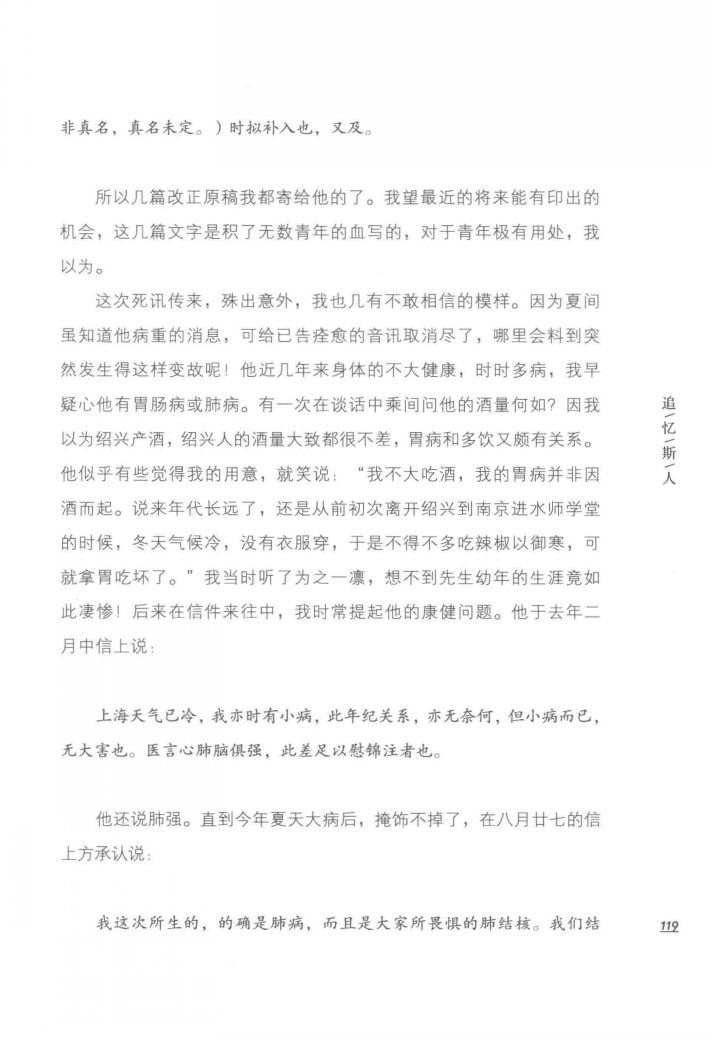 非真名，真名未定。）时拟补入也，又及。
所以几篇改正原稿我都寄给他的了。我望最近的将来能有印出的
机会，这几篇文字是积了无数青年的血写的，对于青年极有用处，我
以为。
这次死讯传来，殊出意外，我也几有不敢相信的模样。因为夏间
虽知道他病重的消息，可给已告痊愈的音讯取消尽了，哪里会料到突
然发生得这样变故呢！他近几年来身体的不大健康，时时多病，我早
疑心他有胃肠病或肺病。有一次在谈话中乘间问他的酒量何如？因我
以为绍兴产酒，绍兴人的酒量大致都很不差，胃病和多饮又颇有关系。
他似乎有些觉得我的用意，就笑说：“我不大吃酒，我的胃病并非因
酒而起。说来年代长远了，还是从前初次离开绍兴到南京进水师学堂
的时候，冬天气候冷，没有衣服穿，于是不得不多吃辣椒以御寒，可
就拿胃吃坏了。”我当时听了为之一凛，想不到先生幼年的生涯竟如
此凄惨！后来在信件来往中，我时常提起他的康健问题。他于去年二
月中信上说：
上海天气已冷，我亦时有小病，此年纪关系，亦无奈何，但小病而已，
无大害也。医言心肺脑俱强，此差足以慰锦注者也。
他还说肺强。直到今年夏天大病后，掩饰不掉了，在八月廿七的信
上方承认说：
我这次所生的，的确是肺病，而且是大家所畏惧的肺结核。我们结
追/忆/斯/人
119